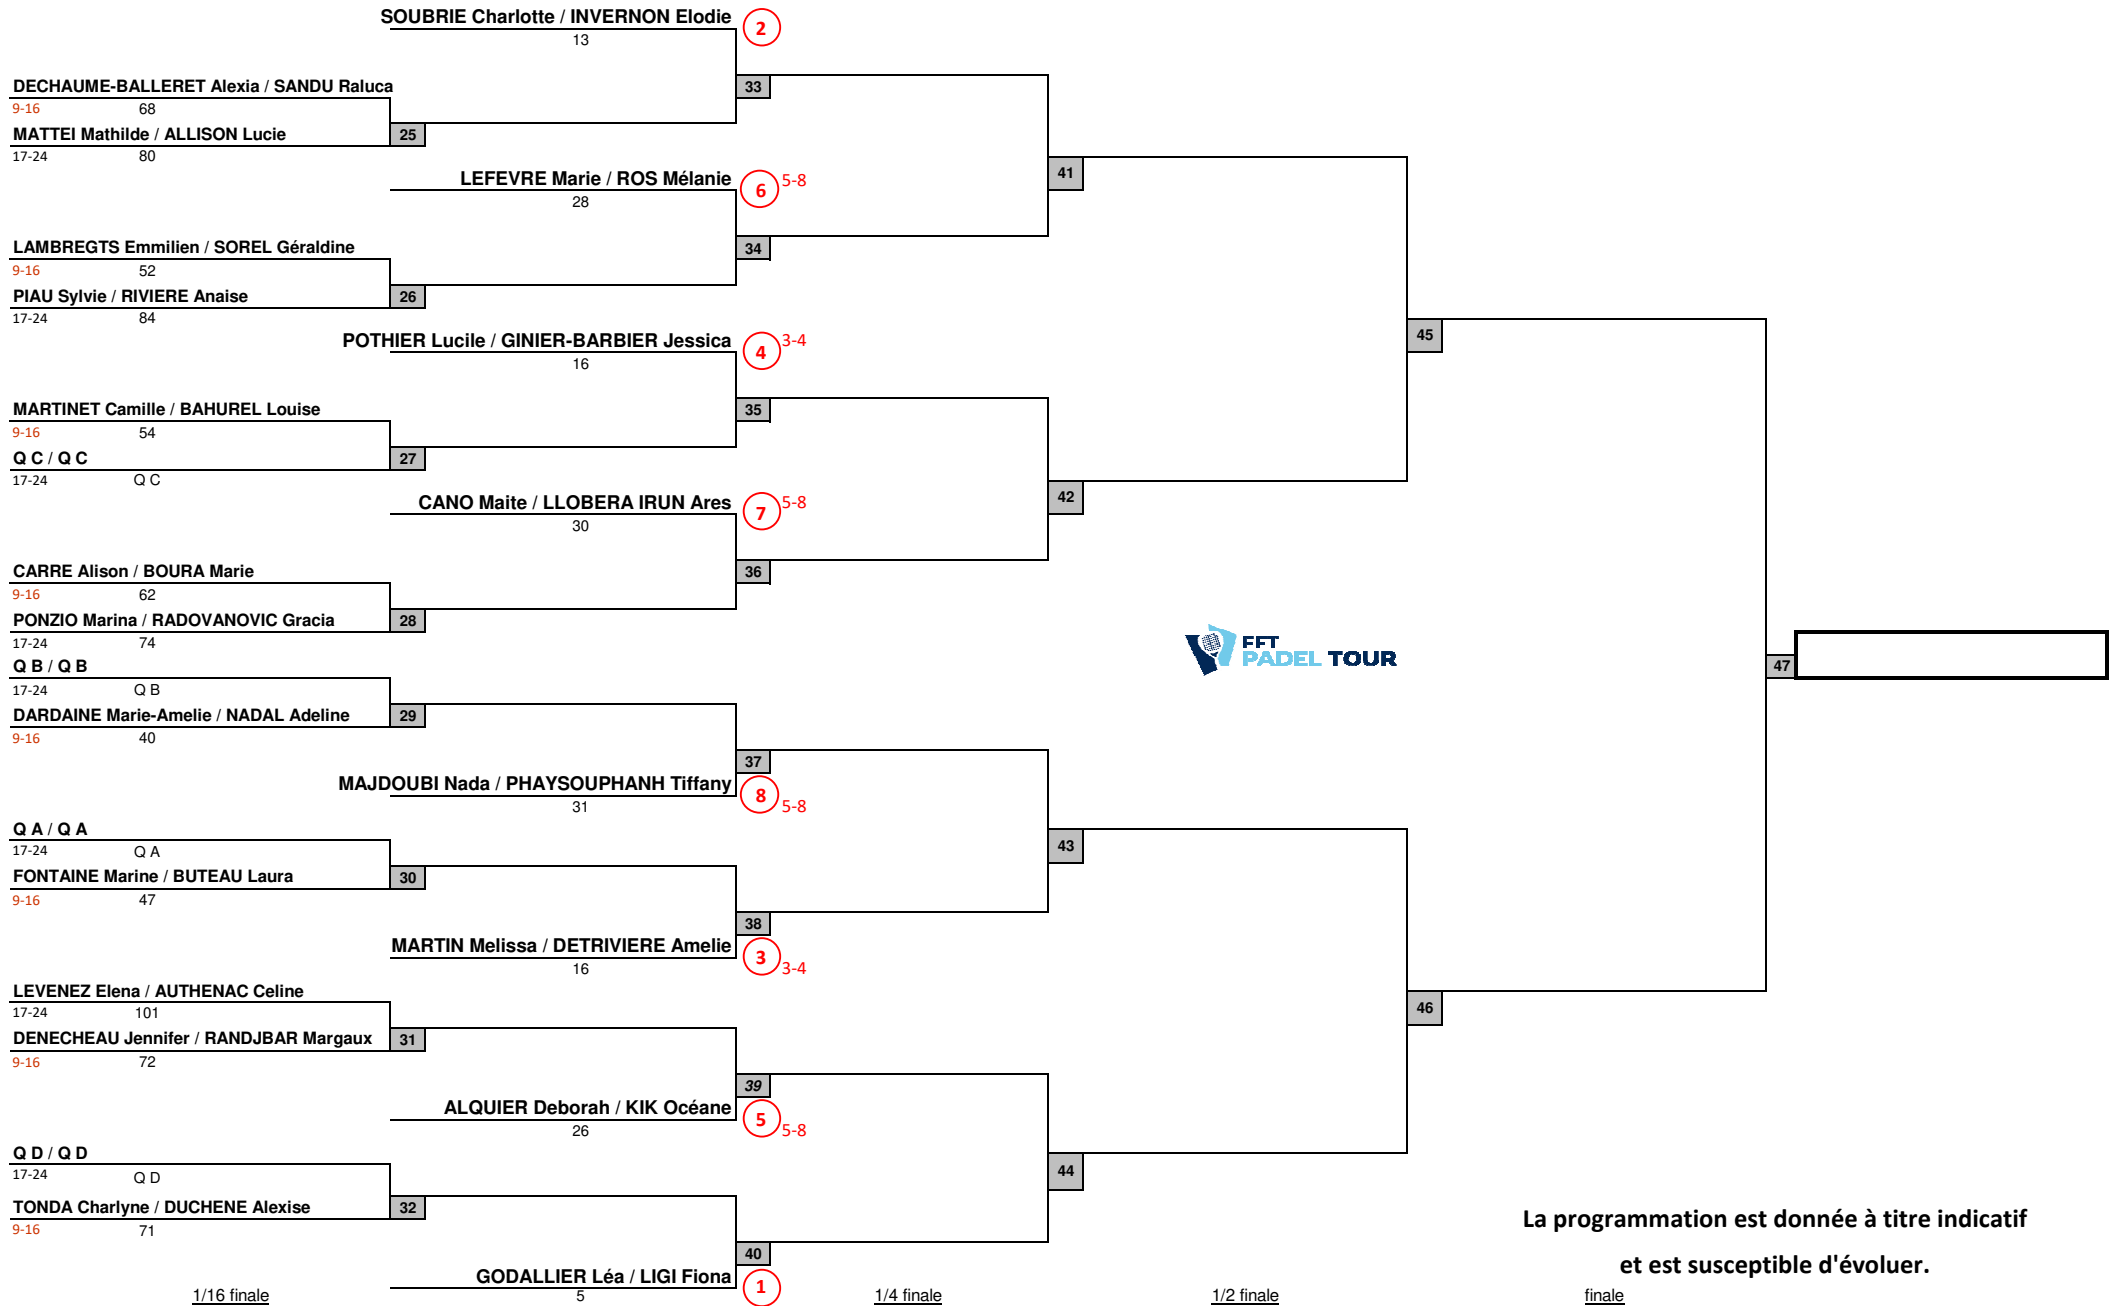 SOUBRIE Charlotte / INVERNON Elodie
2
13
DECHAUME-BALLERET Alexia / SANDU Raluca
33
9-16 68
MATTEI Mathilde / ALLISON Lucie
25
17-24 80
LEFEVRE Marie / ROS Mélanie
6 5-8
41
28
LAMBREGTS Emmilien / SOREL Géraldine
34
9-16 52
PIAU Sylvie / RIVIERE Anaise
26
17-24 84
POTHIER Lucile / GINIER-BARBIER Jessica
4 3-4
45
16
MARTINET Camille / BAHUREL Louise
35
9-16 54
Q C / Q C
27
17-24 Q C
CANO Maite / LLOBERA IRUN Ares
7 5-8
42
30
CARRE Alison / BOURA Marie
36
9-16 62
PONZIO Marina / RADOVANOVIC Gracia
28
17-24 74
FFT
PADEL TOUR
47
Q B / Q B
17-24 Q B
DARDAINE Marie-Amelie / NADAL Adeline
29
9-16 40
37
MAJDOUBI Nada / PHAYSOUPHANH Tiffany
8 5-8
31
Q A / Q A
17-24 Q A
43
FONTAINE Marine / BUTEAU Laura
30
9-16 47
38
MARTIN Melissa / DETRIVIERE Amelie
3 3-4
16
LEVENEZ Elena / AUTHENAC Celine
17-24 101
46
DENECHEAU Jennifer / RANDJBAR Margaux
31
9-16 72
39
ALQUIER Deborah / KIK Océane
5 5-8
26
Q D / Q D
17-24 Q D
44
TONDA Charlyne / DUCHENE Alexise
32
9-16 71
La programmation est donnée à titre indicatif
et est susceptible d'évoluer.
40
GODALLIER Léa / LIGI Fiona
1
5
1/16 finale
1/4 finale
1/2 finale
finale